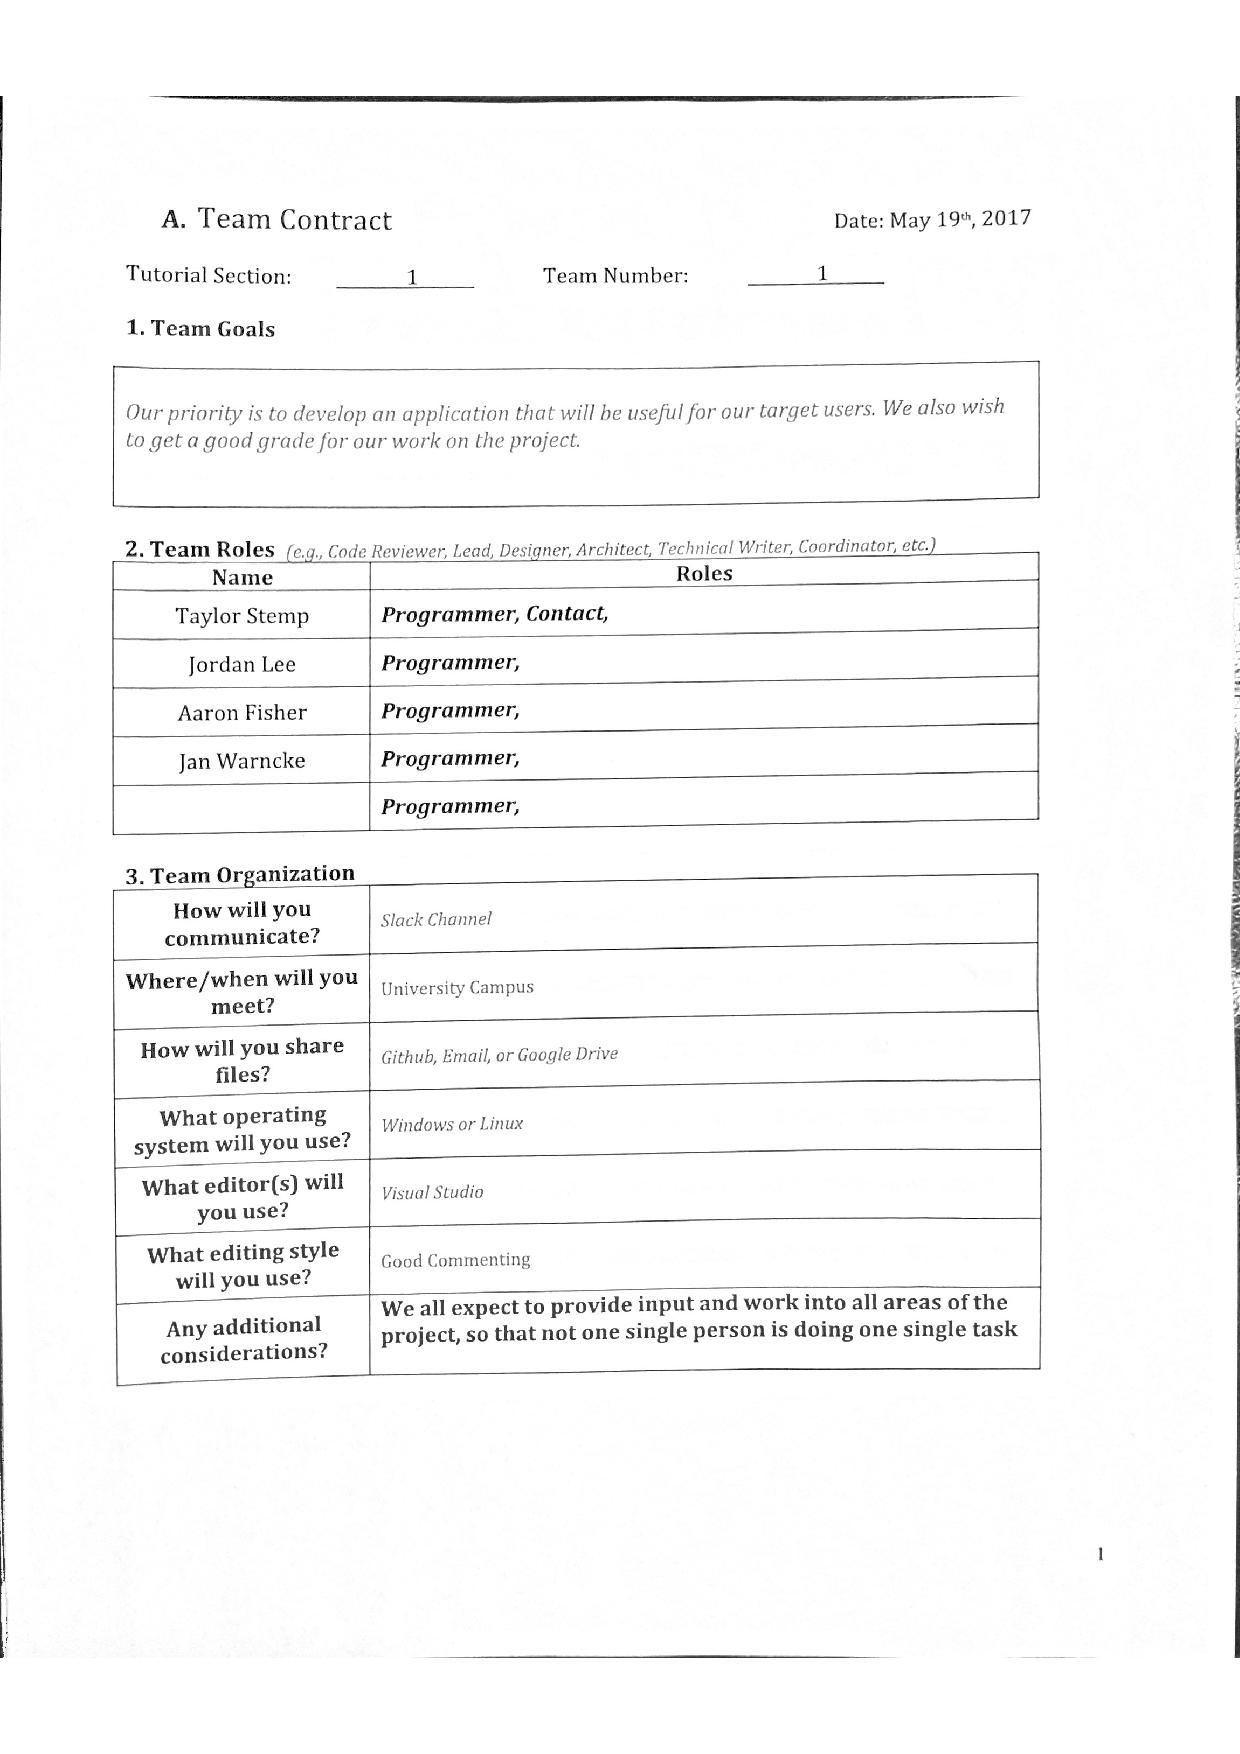 A. Team Contract Date: May 19th, 2017
Tutorial Section: 1 Team Number: 1
1. Team Goals
Our priority is to develop an application that will be useful for our target users. We also wish
to get a good grade for our work on the project.
2. Team Roles (e.g., Code Reviewer, Lead, Designer, Architect, Technical Writer, Coordinator, etc.)
Name Roles
Taylor Stemp Programmer, Contact,
Jordan Lee Programmer,
Aaron Fisher Programmer,
Jan Warncke Programmer,
Programmer,
3. Team Organization
How will you
communicate?
Slack Channel
Where/when will you
meet?
University Campus
How will you share
files?
Github, Email, or Google Drive
What operating
system will you use?
Windows or Linux
What editor(s) will
you use?
Visual Studio
What editing style
will you use?
Good Commenting
Any additional
considerations?
We all expect to provide input and work into all areas of the
project, so that not one single person is doing one single task
1